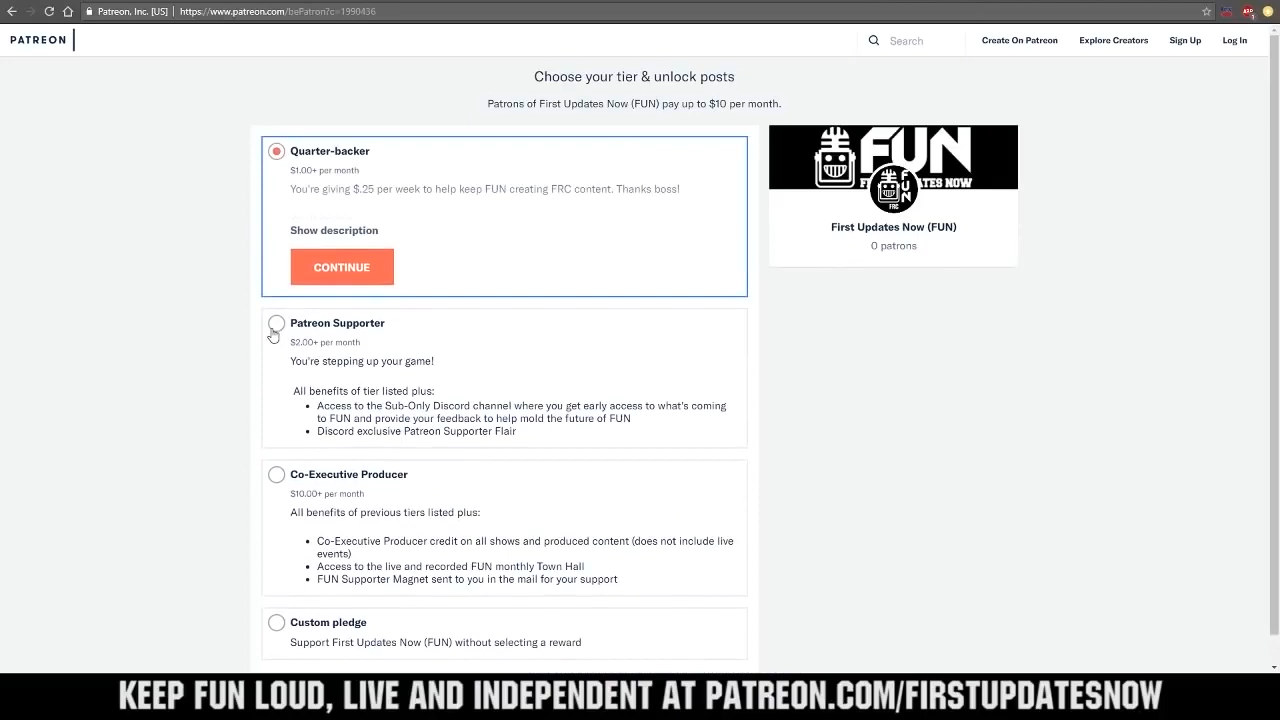 Patreon, Inc. [US] | https://www.patreon.com/bePatron?c=1990436
PATREON
Search
Create On Patreon
Explore Creators
Sign Up
Log In
Choose your tier & unlock posts
Patrons of First Updates Now (FUN) pay up to $10 per month.
Quarter-backer
$1.00+ per month
You're giving $.25 per week to help keep FUN creating FRC content. Thanks boss!
Show description
CONTINUE
FUN
FUN
FRC
First Updates Now (FUN)
0 patrons
Patreon Supporter
$2.00+ per month
You're stepping up your game!
All benefits of tier listed plus:
• Access to the Sub-Only Discord channel where you get early access to what's coming
to FUN and provide your feedback to help mold the future of FUN
• Discord exclusive Patreon Supporter Flair
Co-Executive Producer
$10.00+ per month
All benefits of previous tiers listed plus:
• Co-Executive Producer credit on all shows and produced content (does not include live
events)
• Access to the live and recorded FUN monthly Town Hall
• FUN Supporter Magnet sent to you in the mail for your support
Custom pledge
Support First Updates Now (FUN) without selecting a reward
KEEP FUN LOUD, LIVE AND INDEPENDENT AT PATREON.COM/FIRSTUPDATESNOW